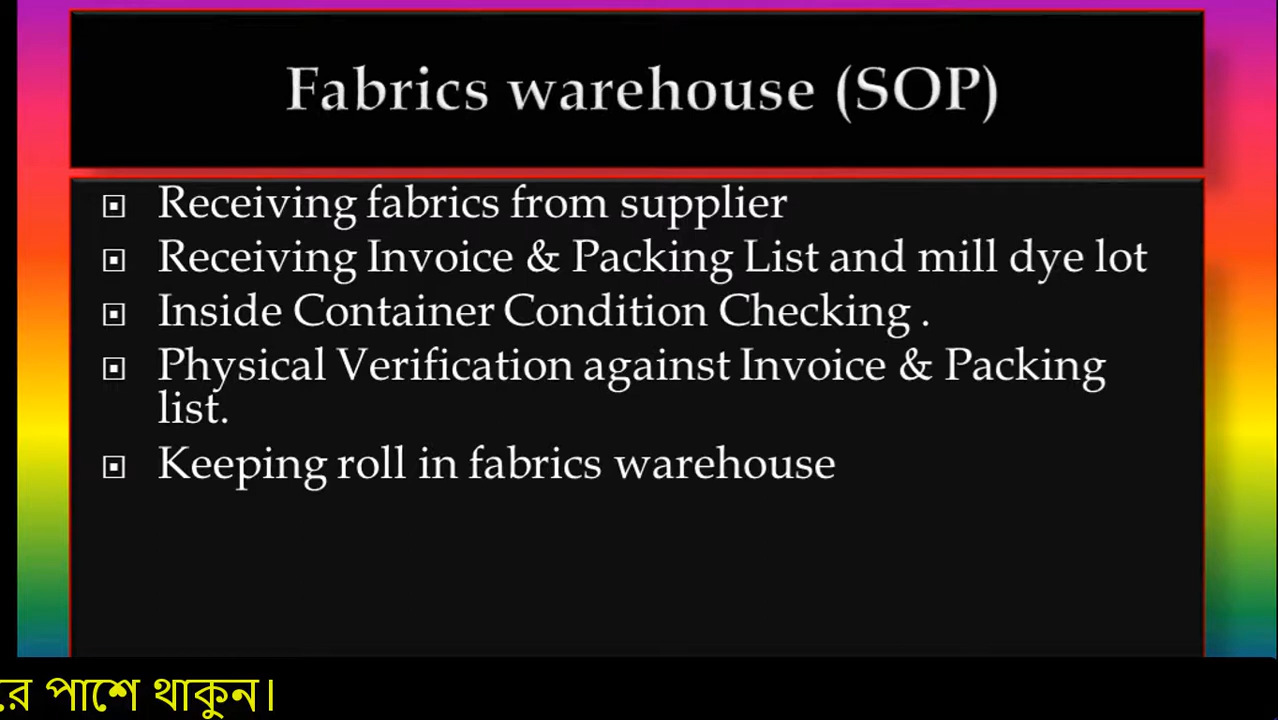 Fabrics warehouse (SOP)
Receiving fabrics from supplier
Receiving Invoice & Packing List and mill dye lot
Inside Container Condition Checking .
Physical Verification against Invoice & Packing
list.
Keeping roll in fabrics warehouse
পাশে থাকুন।